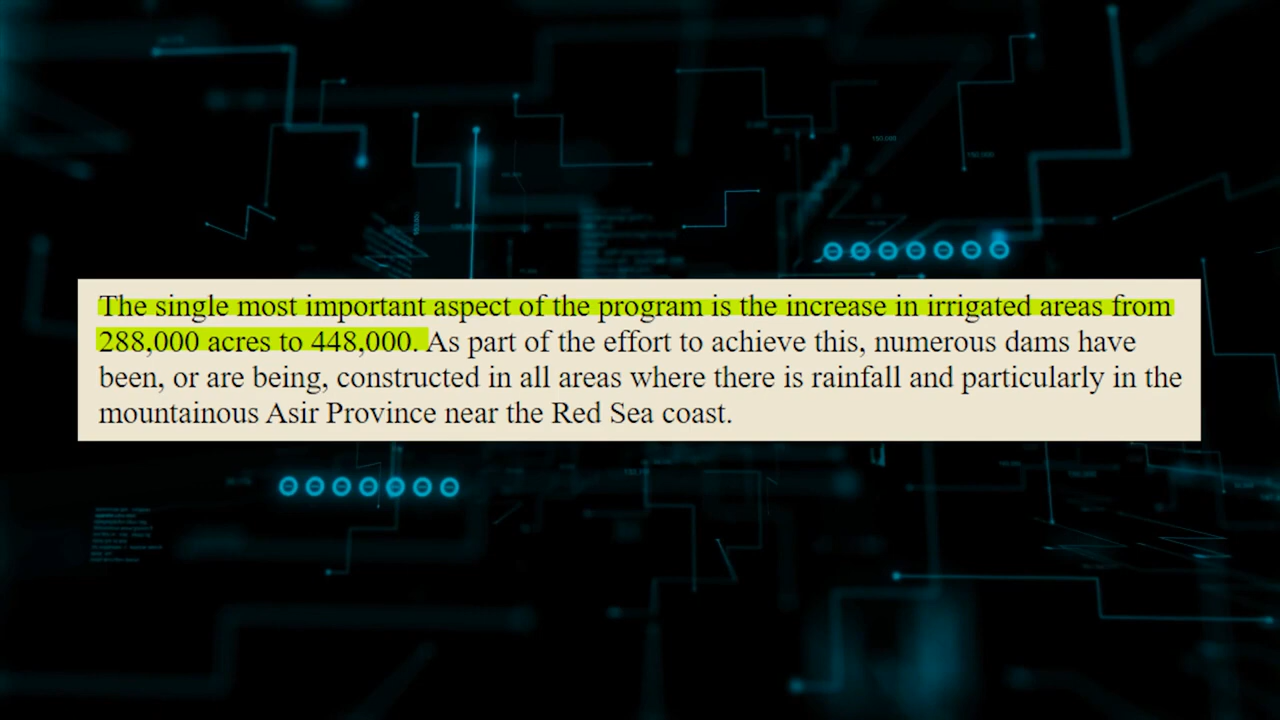 The single most important aspect of the program is the increase in irrigated areas from
288,000 acres to 448,000. As part of the effort to achieve this, numerous dams have
been, or are being, constructed in all areas where there is rainfall and particularly in the
mountainous Asir Province near the Red Sea coast.